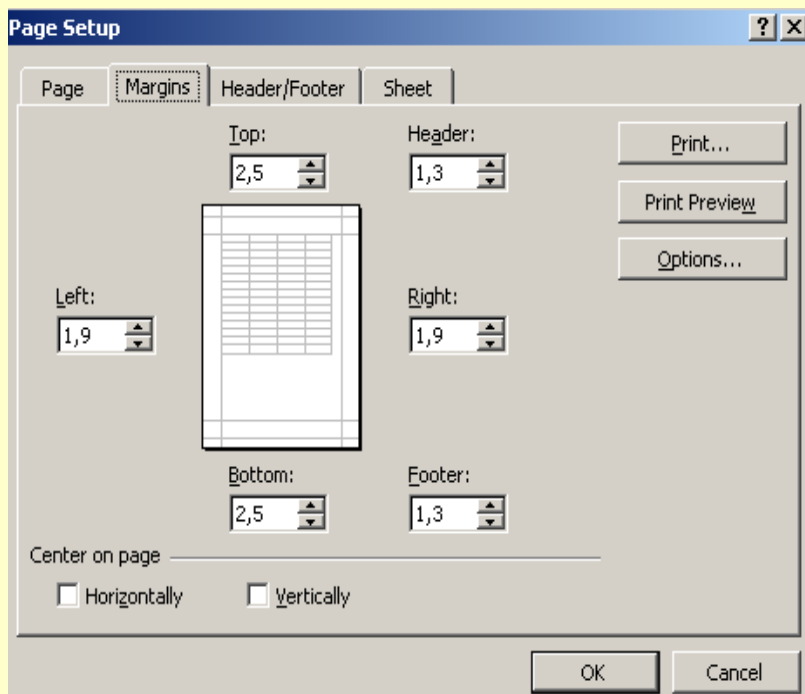 Page Setup
Page Margins Header/Footer Sheet
Top: Header:
2,5 1,3
Print...
Print Preview
Options...
Left: Right:
1,9 1,9
Bottom: Footer:
2,5 1,3
Center on page
Horizontally Vertically
OK Cancel